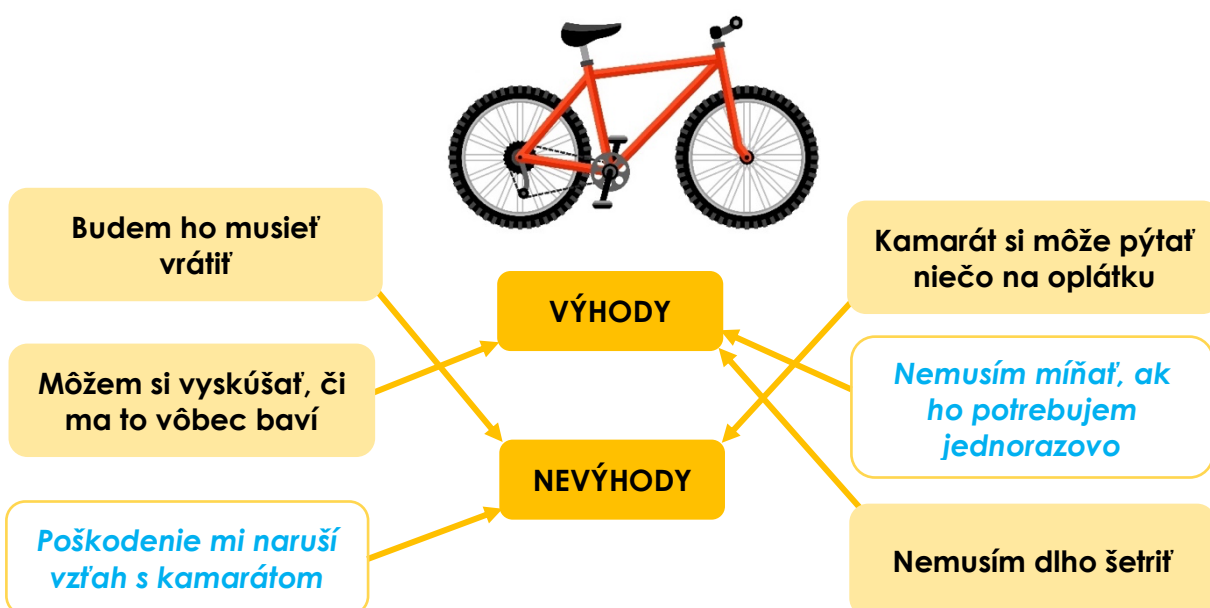 Budem ho musieť
vrátiť
Kamarát si môže pýtať
niečo na oplátku
VÝHODY
Môžem si vyskúšať, či
ma to vôbec baví
Nemusím míňať, ak
ho potrebujem
jednorazovo
NEVÝHODY
Poškodenie mi naruší
vzťah s kamarátom
Nemusím dlho šetriť